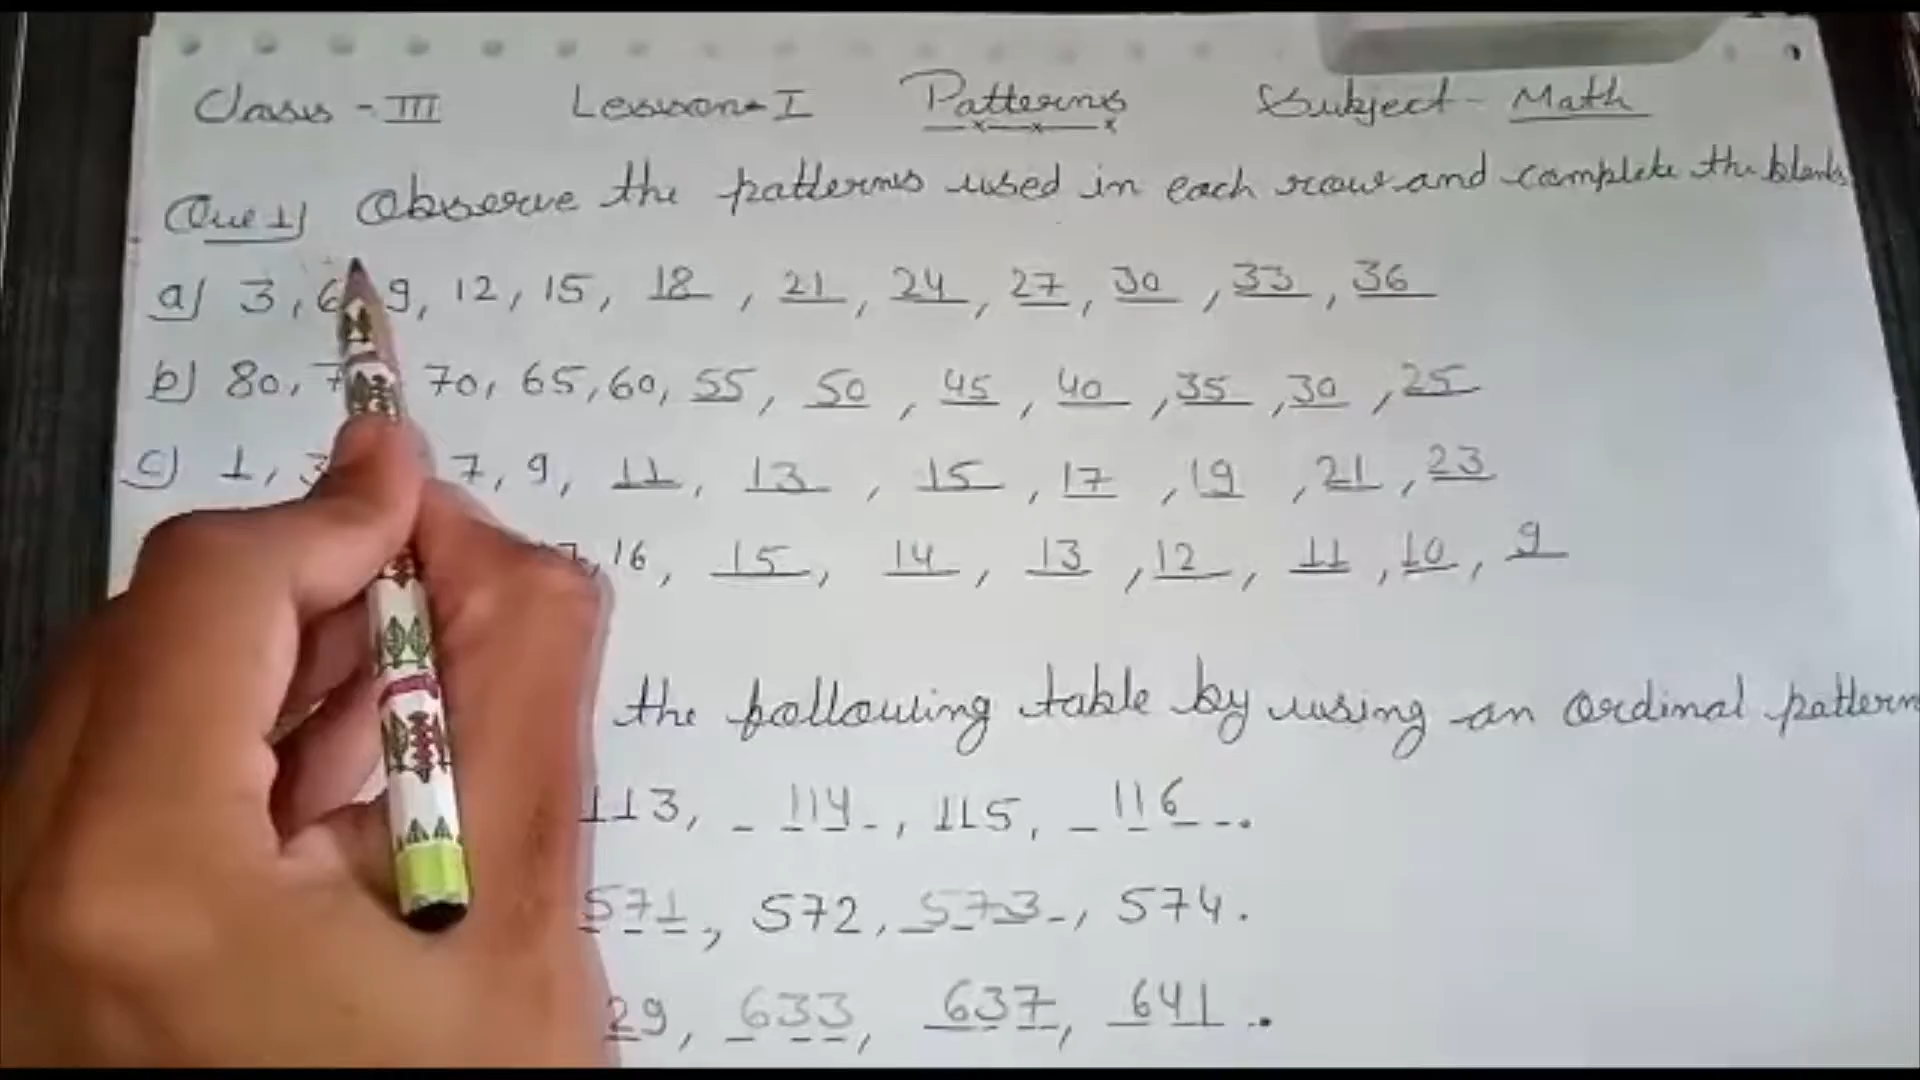 Class - III Lesson - I Patterns Subject - Math
Que 1) Observe the patterns used in each row and complete the blanks
a) 3, 6 9, 12, 15, 18, 21, 24, 27, 30, 33, 36
b) 80, 7 70, 65, 60, 55, 50, 45, 40, 35, 30, 25
c) 1, 3 7, 9, 11, 13, 15, 17, 19, 21, 23
16, 15, 14, 13, 12, 11, 10, 9
the following table by using an ordinal pattern
113, 114, 115, 116.
571, 572, 573, 574.
29, 633, 637, 641.